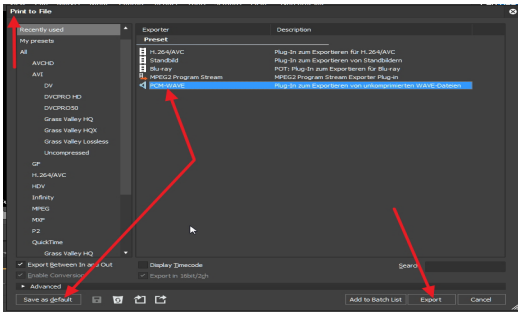 Print to File
Recently used
My presets
All
AVCHD
AVI
DV
DVCPRO HD
DVCPRO50
Grass Valley HQ
Grass Valley HQX
Grass Valley Lossless
Uncompressed
GF
H.264/AVC
HDV
Infinity
MPEG
MXF
P2
QuickTime
Grass Valley HQ
Exporter Description
Preset
H.264/AVC Plug-In zum Exportieren für H.264/AVC
Standbild Plug-In zum Exportieren von Standbildern
Blu-ray POT: Plug-In zum Exportieren für Blu-ray
MPEG2 Program Stream MPEG2 Program Stream Exporter Plug-in
PCM-WAVE Plug-In zum Exportieren von unkomprimierten WAVE-Dateien
Export Between In and Out Display Timecode Search
Enable Conversion Export in 16bit/2ch
Advanced
Save as default Add to Batch List Export Cancel